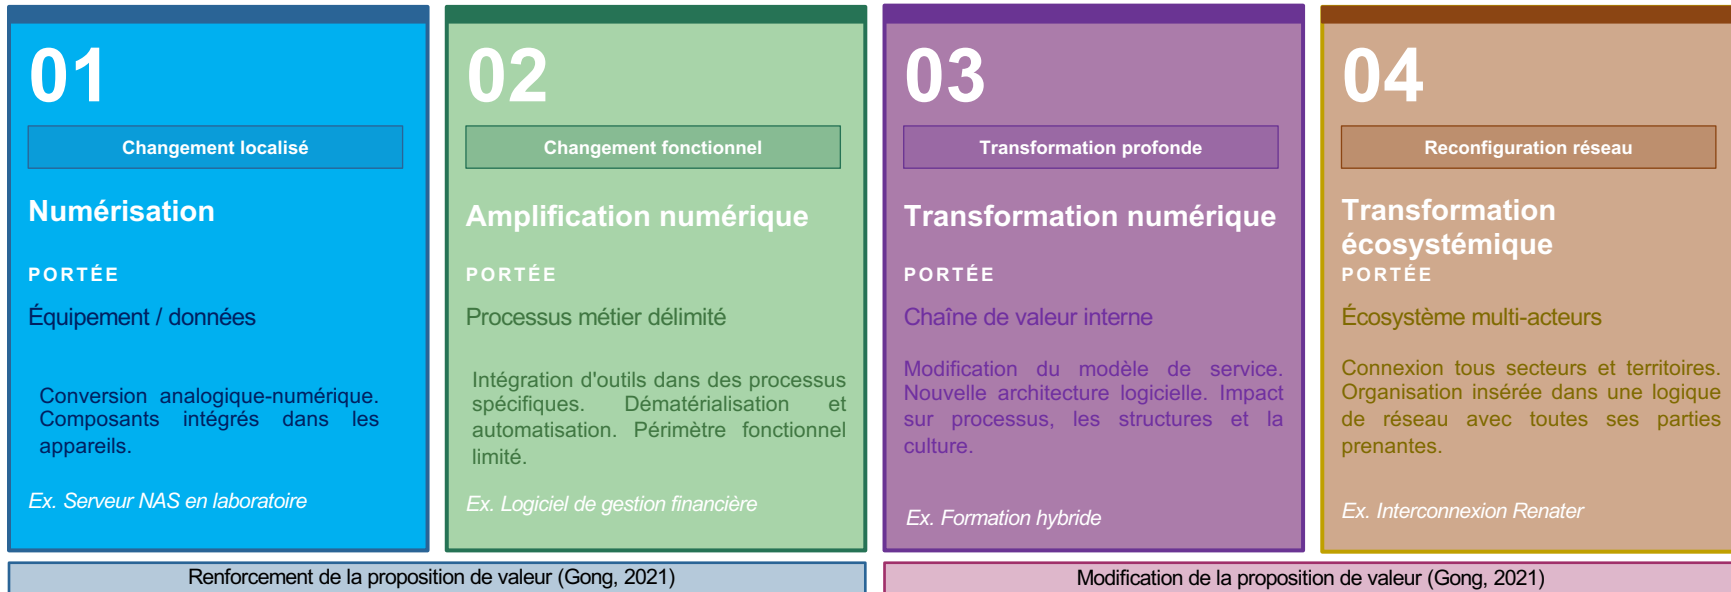 01
Changement localisé
Numérisation
PORTÉE
Équipement / données
Conversion analogique-numérique.
Composants intégrés dans les
appareils.
Ex. Serveur NAS en laboratoire
02
Changement fonctionnel
Amplification numérique
PORTÉE
Processus métier délimité
Intégration d'outils dans des processus
spécifiques. Dématérialisation et
automatisation. Périmètre fonctionnel
limité.
Ex. Logiciel de gestion financière
03
Transformation profonde
Transformation numérique
PORTÉE
Chaîne de valeur interne
Modification du modèle de service.
Nouvelle architecture logicielle. Impact
sur processus, les structures et la
culture.
Ex. Formation hybride
04
Reconfiguration réseau
Transformation
écosystémique
PORTÉE
Écosystème multi-acteurs
Connexion tous secteurs et territoires.
Organisation insérée dans une logique
de réseau avec toutes ses parties
prenantes.
Ex. Interconnexion Renater
Renforcement de la proposition de valeur (Gong, 2021)
Modification de la proposition de valeur (Gong, 2021)